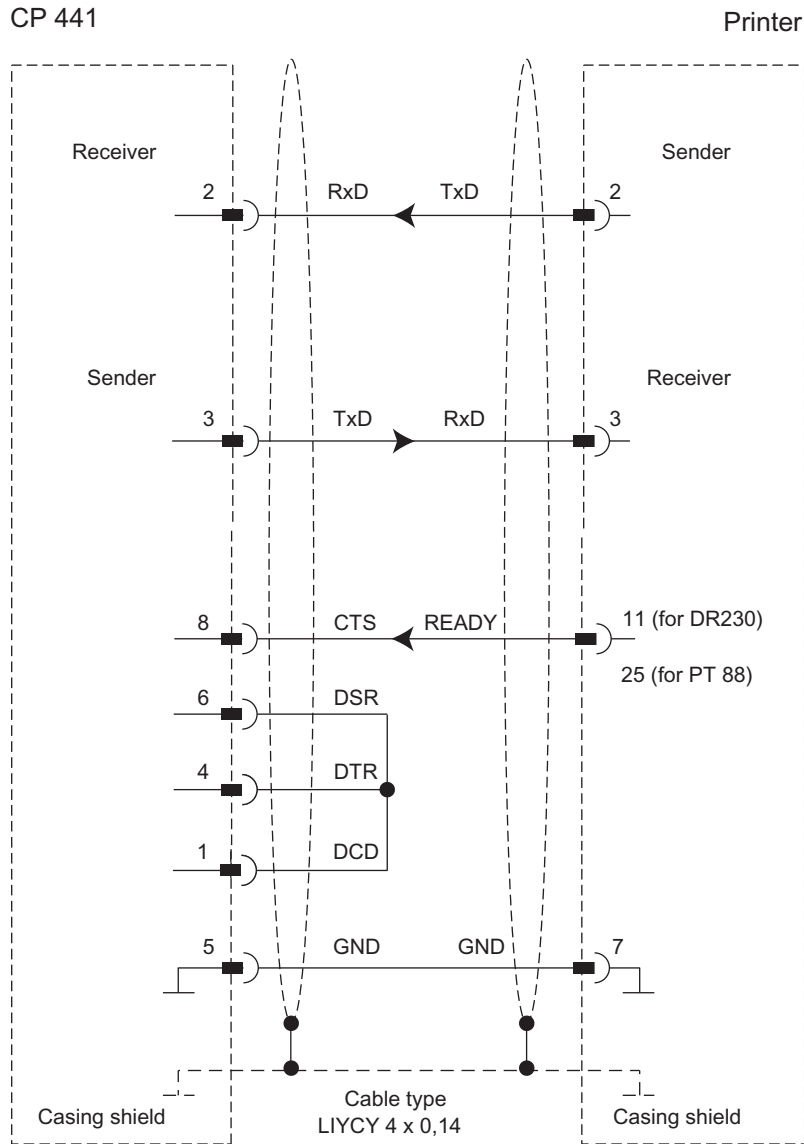 CP 441 Printer
Receiver Sender
2 RxD TxD 2
Sender Receiver
3 TxD RxD 3
8 CTS READY 11 (for DR230)
25 (for PT 88)
6 DSR
4 DTR
1 DCD
5 GND GND 7
Cable type
Casing shield LIYCY 4 x 0,14 Casing shield